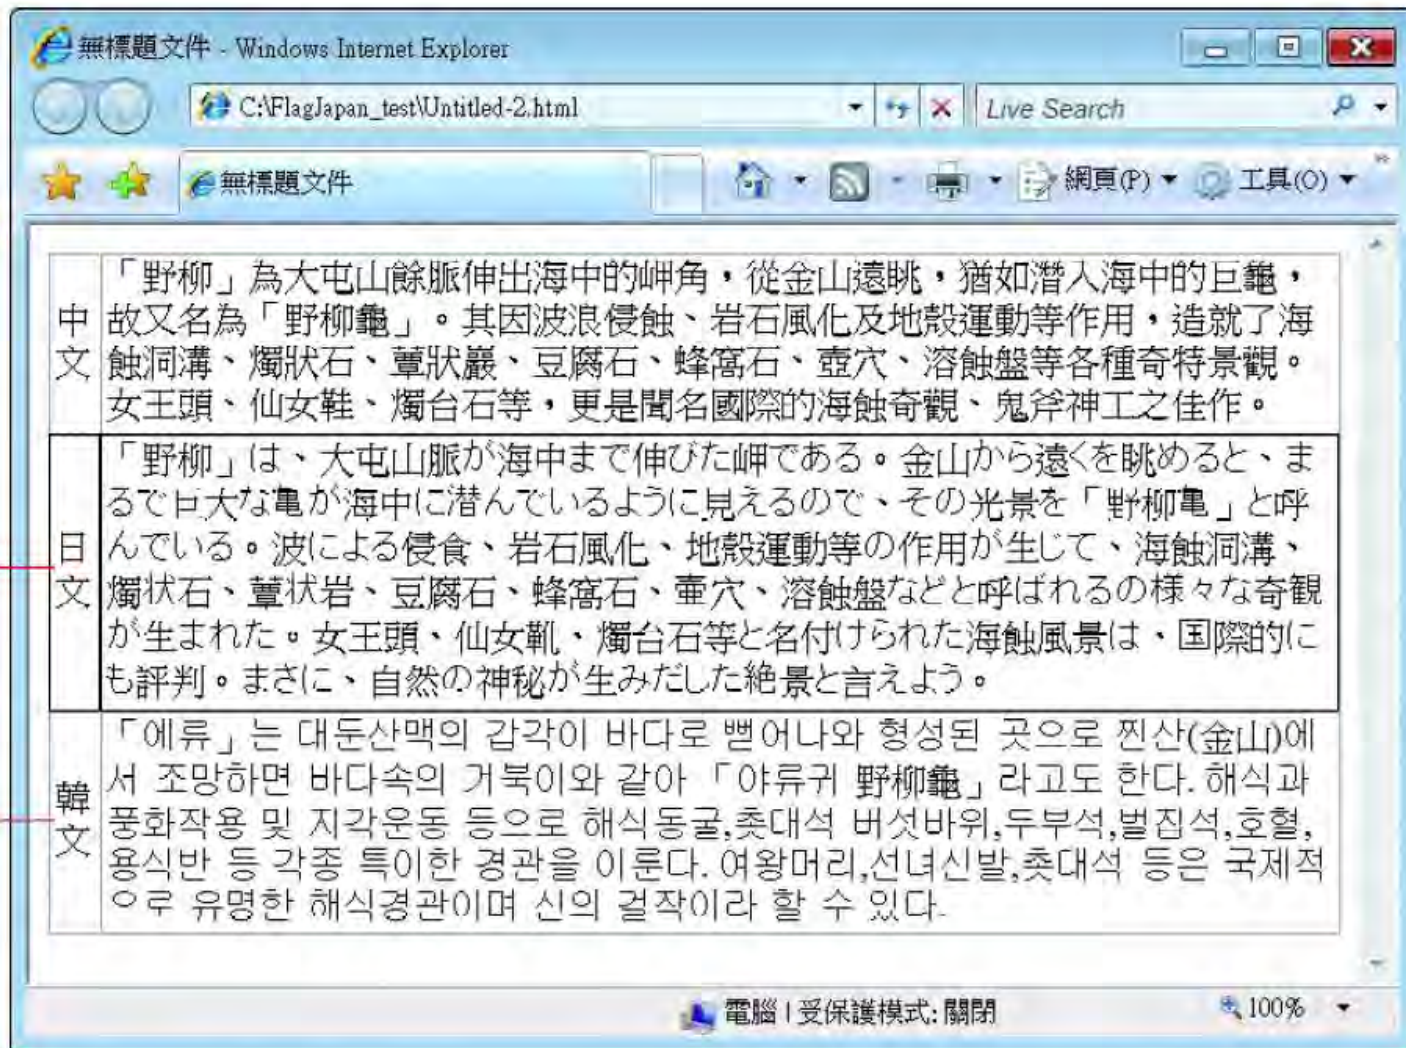 無標題文件 - Windows Internet Explorer
C:\FlagJapan_test\Untitled-2.html
Live Search
無標題文件
網頁(P)
工具(O)
中文
「野柳」為大屯山餘脈伸出海中的岬角，從金山遠眺，猶如潛入海中的巨龜，
故又名為「野柳龜」。其因波浪侵蝕、岩石風化及地殼運動等作用，造就了海
蝕洞溝、燭狀石、蕈狀巖、豆腐石、蜂窩石、壺穴、溶蝕盤等各種奇特景觀。
女王頭、仙女鞋、燭台石等，更是聞名國際的海蝕奇觀、鬼斧神工之佳作。
日文
「野柳」は、大屯山脈が海中まで伸びた岬である。金山から遠くを眺めると、ま
るで巨大な亀が海中に潜んでいるように見えるので、その光景を「野柳亀」と呼
んでいる。波による侵食、岩石風化、地殻運動等の作用が生じて、海蝕洞溝、
燭状石、蕈状岩、豆腐石、蜂窩石、壷穴、溶蝕盤などと呼ばれるの様々な奇観
が生まれた。女王頭、仙女靴、燭台石等と名付けられた海蝕風景は、国際的に
も評判。まさに、自然の神秘が生みだした絶景と言えよう。
韓文
「예류」는 대둔산맥의 갑각이 바다로 뻗어나와 형성된 곳으로 찐산(金山)에
서 조망하면 바다속의 거북이와 같아 「야류귀 野柳龜」라고도 한다. 해식과
풍화작용 및 지각운동 등으로 해식동굴,촛대석 버섯바위,두부석,벌집석,호혈,
용식반 등 각종 특이한 경관을 이룬다. 여왕머리,선녀신발,촛대석 등은 국제적
으로 유명한 해식경관이며 신의 걸작이라 할 수 있다.
電腦 | 受保護模式: 關閉
100%